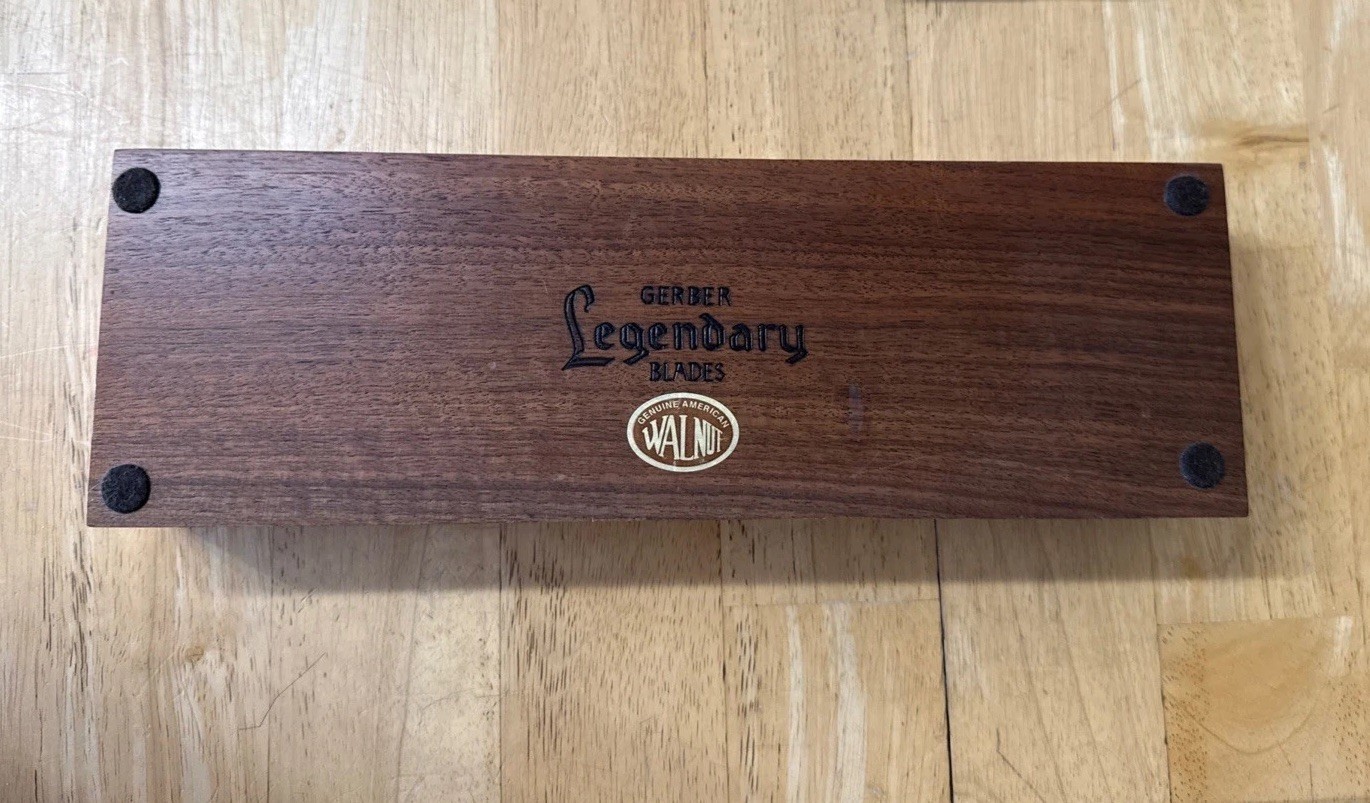 GERBER
Legendary
BLADES
GENUINE AMERICAN
WALNUT